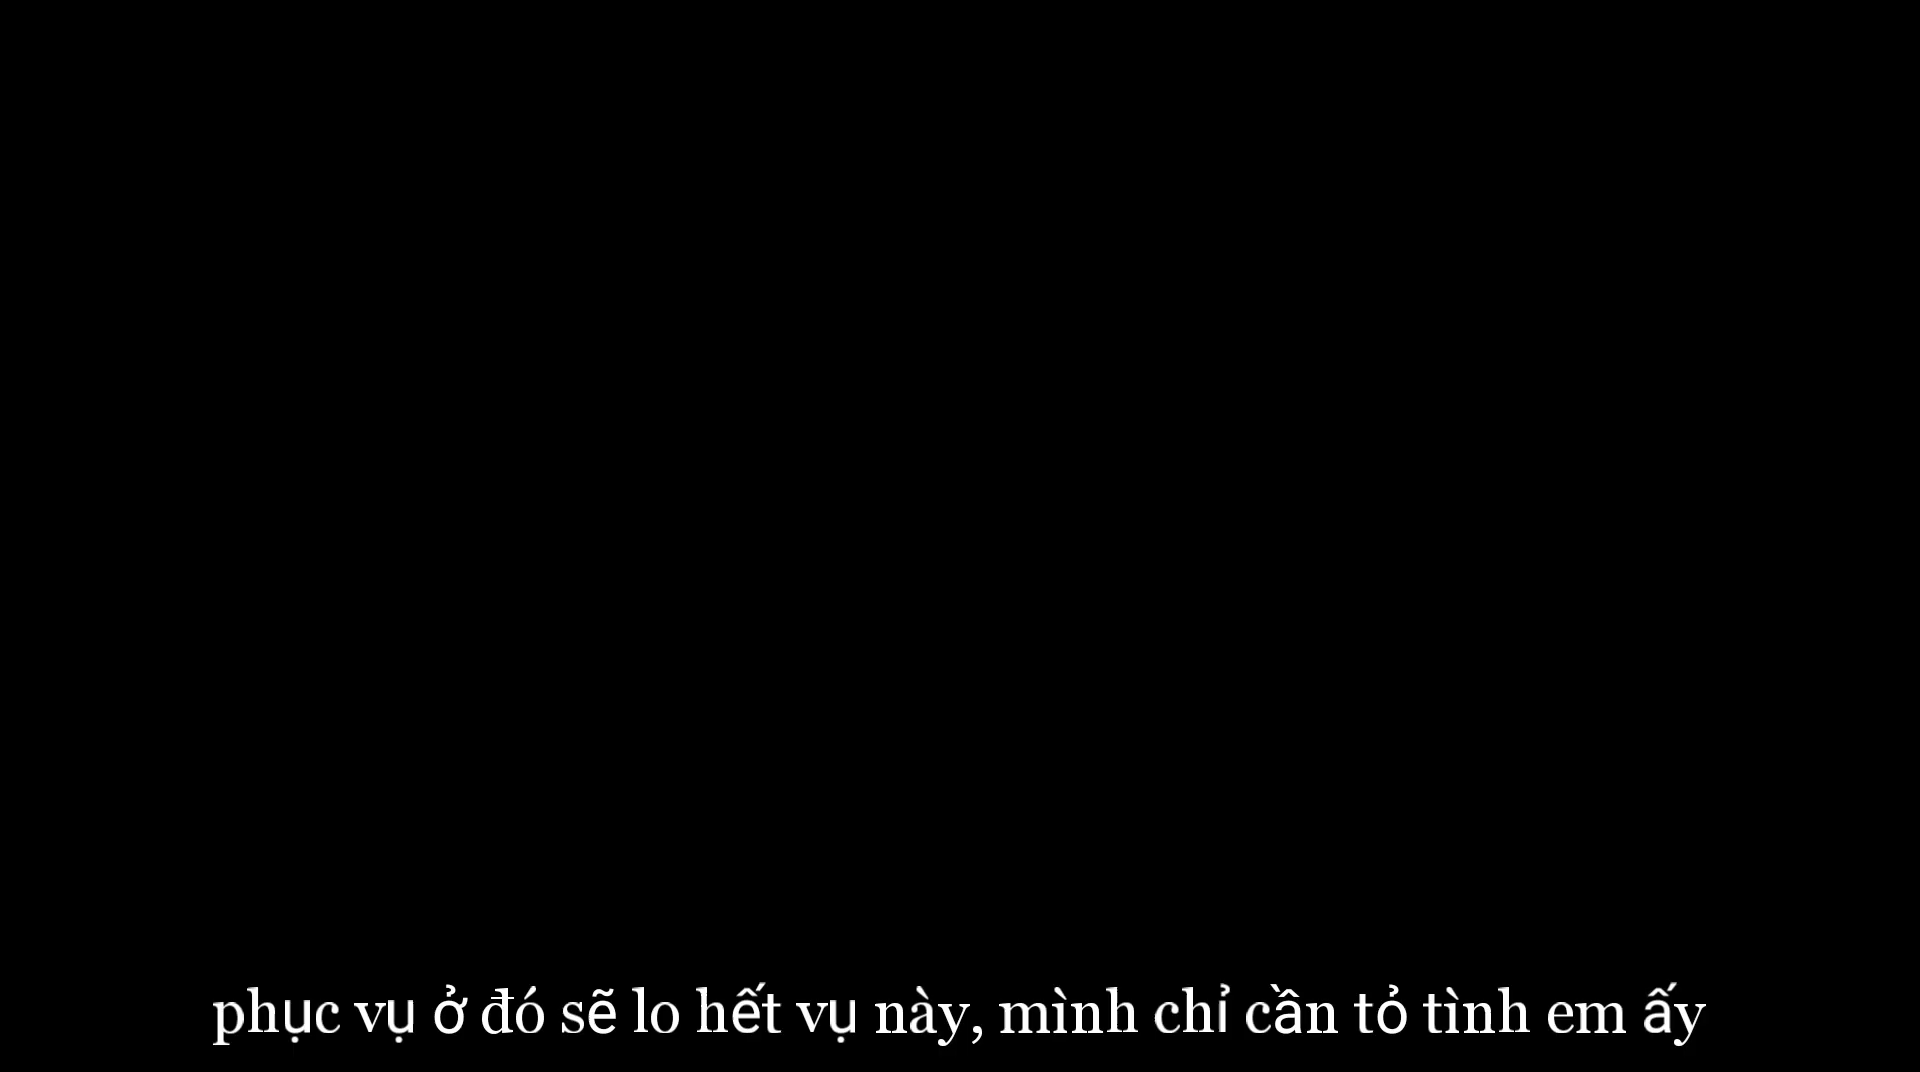 phục vụ ở đó sẽ lo hết vụ này, mình chỉ cần tỏ tình em ấy